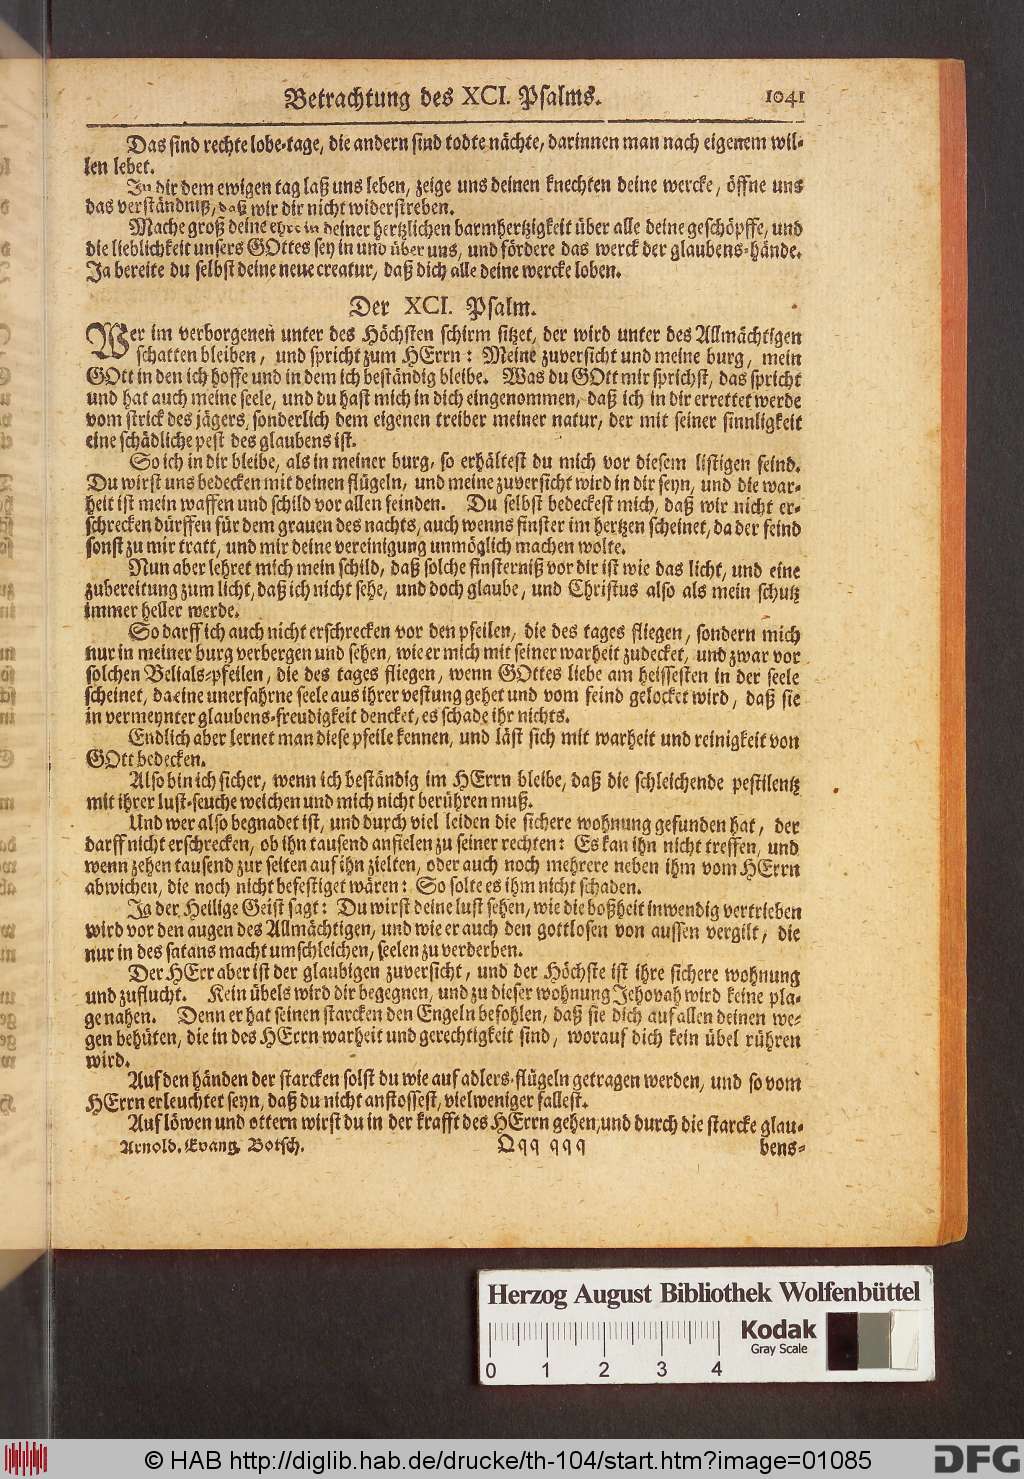 Betrachtung des XCI. Psalms. 1041
Das sind rechte lobe-tage, die andern sind todte nächte, darinnen man nach eigenem wil-
len lebet.
In dir dem ewigen tag laß uns leben, zeige uns deinen knechten deine wercke, öffne uns
das verständniß, daß wir dir nicht widerstreben.
Mache groß deine ehre in deiner hertzlichen barmhertzigkeit über alle deine geschöpffe, und
die lieblichkeit unsers GOttes sey in und über uns, und fördere das werck der glaubens-hände.
Ja bereite du selbst deine neue creatur, daß dich alle deine wercke loben.
Der XCI. Psalm.
Wer im verborgenen unter des Höchsten schirm sitzet, der wird unter des Allmächtigen
schatten bleiben, und spricht zum HErrn: Meine zuversicht und meine burg, mein
GOtt in den ich hoffe und in dem ich beständig bleibe. Was du GOtt mir sprichst, das spricht
und hat auch meine seele, und du hast mich in dich eingenommen, daß ich in dir errettet werde
vom strick des jägers, sonderlich dem eigenen treiber meiner natur, der mit seiner sinnligkeit
eine schädliche pest des glaubens ist.
So ich in dir bleibe, als in meiner burg, so erhältest du mich vor diesem listigen feind.
Du wirst uns bedecken mit deinen flügeln, und meine zuversicht wird in dir seyn, und die war-
heit ist mein waffen und schild vor allen feinden. Du selbst bedeckest mich, daß wir nicht er-
schrecken dürffen für dem grauen des nachts, auch wenns finster im hertzen scheinet, da der feind
sonst zu mir tratt, und mir deine vereinigung unmöglich machen wolte.
Nun aber lehret mich mein schild, daß solche finsterniß vor dir ist wie das licht, und eine
zubereitung zum licht, daß ich nicht sehe, und doch glaube, und Christus also als mein schutz
immer heller werde.
So darff ich auch nicht erschrecken vor den pfeilen, die des tages fliegen, sondern mich
nur in meiner burg verbergen und sehen, wie er mich mit seiner warheit zudecket, und zwar vor
solchen Belials-pfeilen, die des tages fliegen, wenn GOttes liebe am heissesten in der seele
scheinet, da eine unerfahrne seele aus ihrer vestung gehet und vom feind gelocket wird, daß sie
in vermeynter glaubens-freudigkeit dencket, es schade ihr nichts.
Endlich aber lernet man diese pfeile kennen, und läst sich mit warheit und reinigkeit von
GOtt bedecken.
Also bin ich sicher, wenn ich beständig im HErrn bleibe, daß die schleichende pestilentz
mit ihrer lust-seuche weichen und mich nicht berühren muß.
Und wer also begnadet ist, und durch viel leiden die sichere wohnung gefunden hat, der
darff nicht erschrecken, ob ihn tausend anfielen zu seiner rechten: Es kan ihn nicht treffen, und
wenn zehen tausend zur seiten auf ihn zielten, oder auch noch mehrere neben ihm vom HErrn
abwichen, die noch nicht befestiget wären: So solte es ihm nicht schaden.
Ja der Heilige Geist sagt: Du wirst deine lust sehen, wie die boßheit inwendig vertrieben
wird vor den augen des Allmächtigen, und wie er auch den gottlosen von aussen vergilt, die
nur in des satans macht umschleichen, seelen zu verderben.
Der HErr aber ist der glaubigen zuversicht, und der Höchste ist ihre sichere wohnung
und zuflucht. Kein übels wird dir begegnen, und zu dieser wohnung Jehovah wird keine pla-
ge nahen. Denn er hat seinen starcken den Engeln befohlen, daß sie dich auf allen deinen we-
gen behüten, die in des HErrn warheit und gerechtigkeit sind, worauf dich kein übel rühren
wird.
Auf den händen der starcken solst du wie auf adlers-flügeln getragen werden, und so vom
HErrn erleuchtet seyn, daß du nicht anstossest, vielweniger fallest.
Auf löwen und ottern wirst du in der krafft des HErrn gehen, und durch die starcke glau-
Arnold. Evang. Botsch. Qqq qqq bens-
Herzog August Bibliothek Wolfenbüttel
Kodak
Gray Scale
0 1 2 3 4
© HAB http://diglib.hab.de/drucke/th-104/start.htm?image=01085
DFG